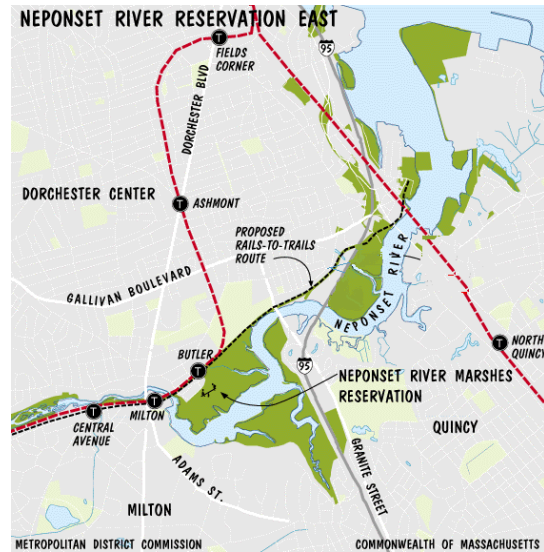 NEPONSET RIVER RESERVATION EAST
T
FIELDS
CORNER
95
DORCHESTER BLVD
DORCHESTER CENTER
T
ASHMONT
PROPOSED
RAILS-TO-TRAILS
ROUTE
GALLIVAN BOULEVARD
NEPONSET RIVER
BUTLER
T
95
T
NORTH
QUINCY
NEPONSET RIVER MARSHES
RESERVATION
T
CENTRAL
AVENUE
MILTON
T
QUINCY
ADAMS ST.
GRANITE STREET
MILTON
METROPOLITAN DISTRICT COMMISSION
COMMONWEALTH OF MASSACHUSETTS